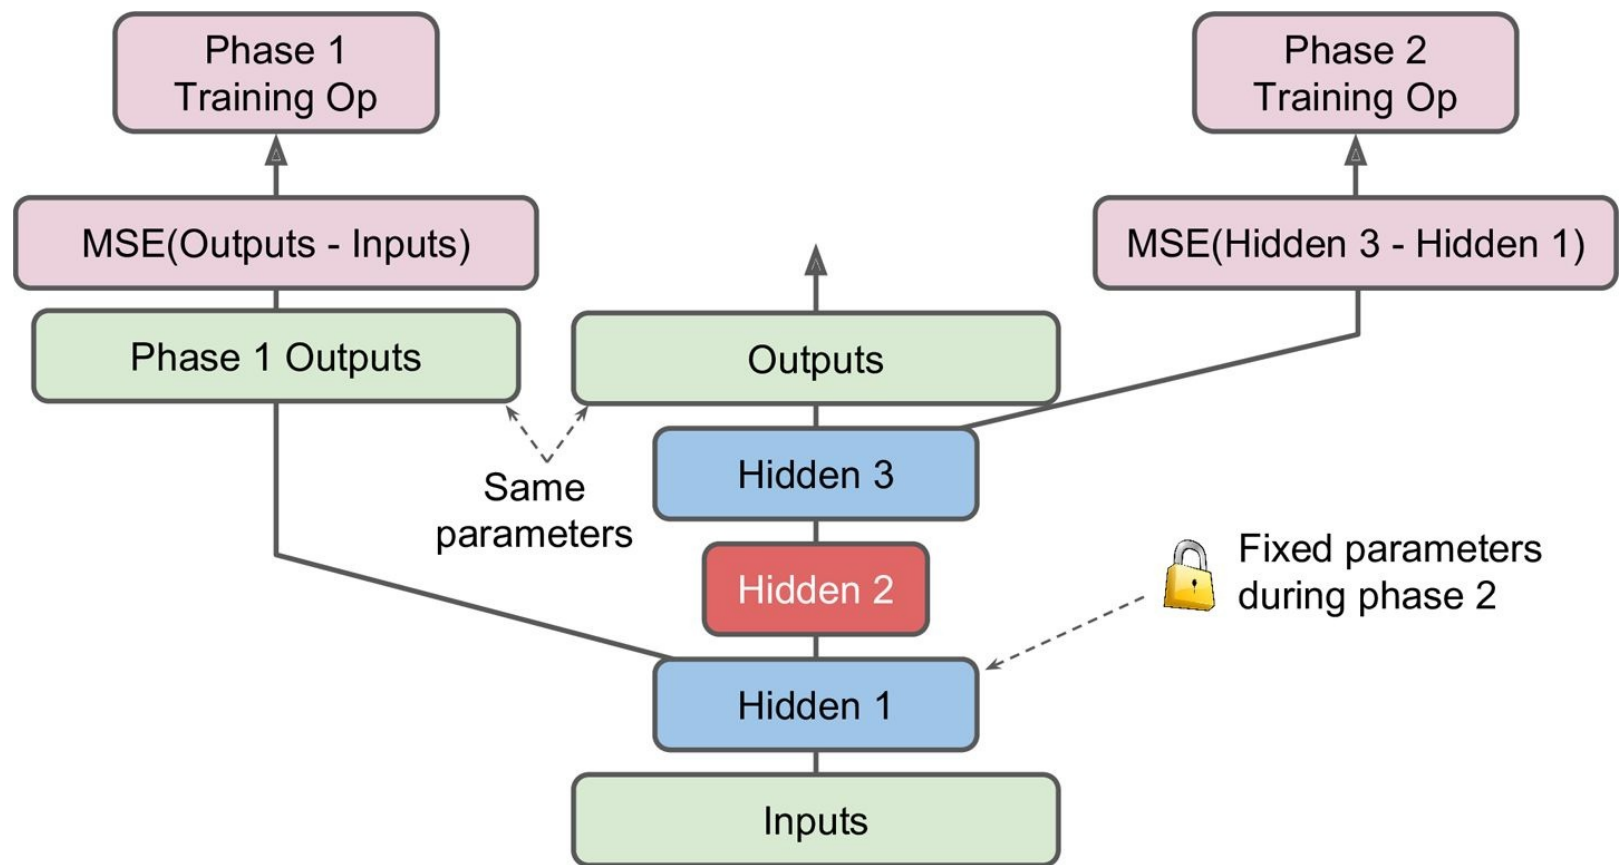 Phase 1
Training Op
Phase 2
Training Op
MSE(Outputs - Inputs)
MSE(Hidden 3 - Hidden 1)
Phase 1 Outputs
Outputs
Same
parameters
Hidden 3
Hidden 2
Fixed parameters
during phase 2
Hidden 1
Inputs